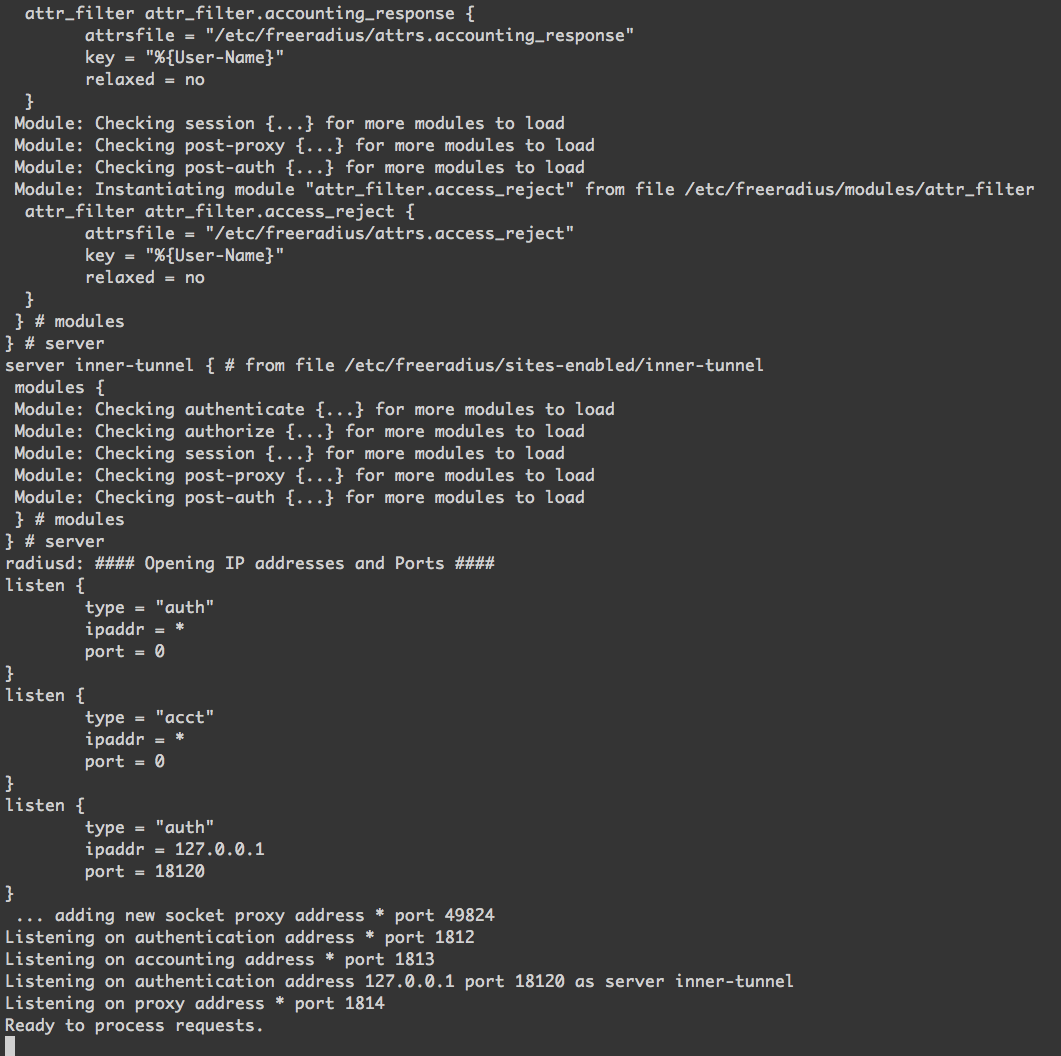 attr_filter attr_filter.accounting_response {
attrsfile = "/etc/freeradius/attrs.accounting_response"
key = "%{User-Name}"
relaxed = no
}
Module: Checking session {...} for more modules to load
Module: Checking post-proxy {...} for more modules to load
Module: Checking post-auth {...} for more modules to load
Module: Instantiating module "attr_filter.access_reject" from file /etc/freeradius/modules/attr_filter
attr_filter attr_filter.access_reject {
attrsfile = "/etc/freeradius/attrs.access_reject"
key = "%{User-Name}"
relaxed = no
}
} # modules
} # server
server inner-tunnel { # from file /etc/freeradius/sites-enabled/inner-tunnel
modules {
Module: Checking authenticate {...} for more modules to load
Module: Checking authorize {...} for more modules to load
Module: Checking session {...} for more modules to load
Module: Checking post-proxy {...} for more modules to load
Module: Checking post-auth {...} for more modules to load
} # modules
} # server
radiusd: #### Opening IP addresses and Ports ####
listen {
type = "auth"
ipaddr = *
port = 0
}
listen {
type = "acct"
ipaddr = *
port = 0
}
listen {
type = "auth"
ipaddr = 127.0.0.1
port = 18120
}
... adding new socket proxy address * port 49824
Listening on authentication address * port 1812
Listening on accounting address * port 1813
Listening on authentication address 127.0.0.1 port 18120 as server inner-tunnel
Listening on proxy address * port 1814
Ready to process requests.